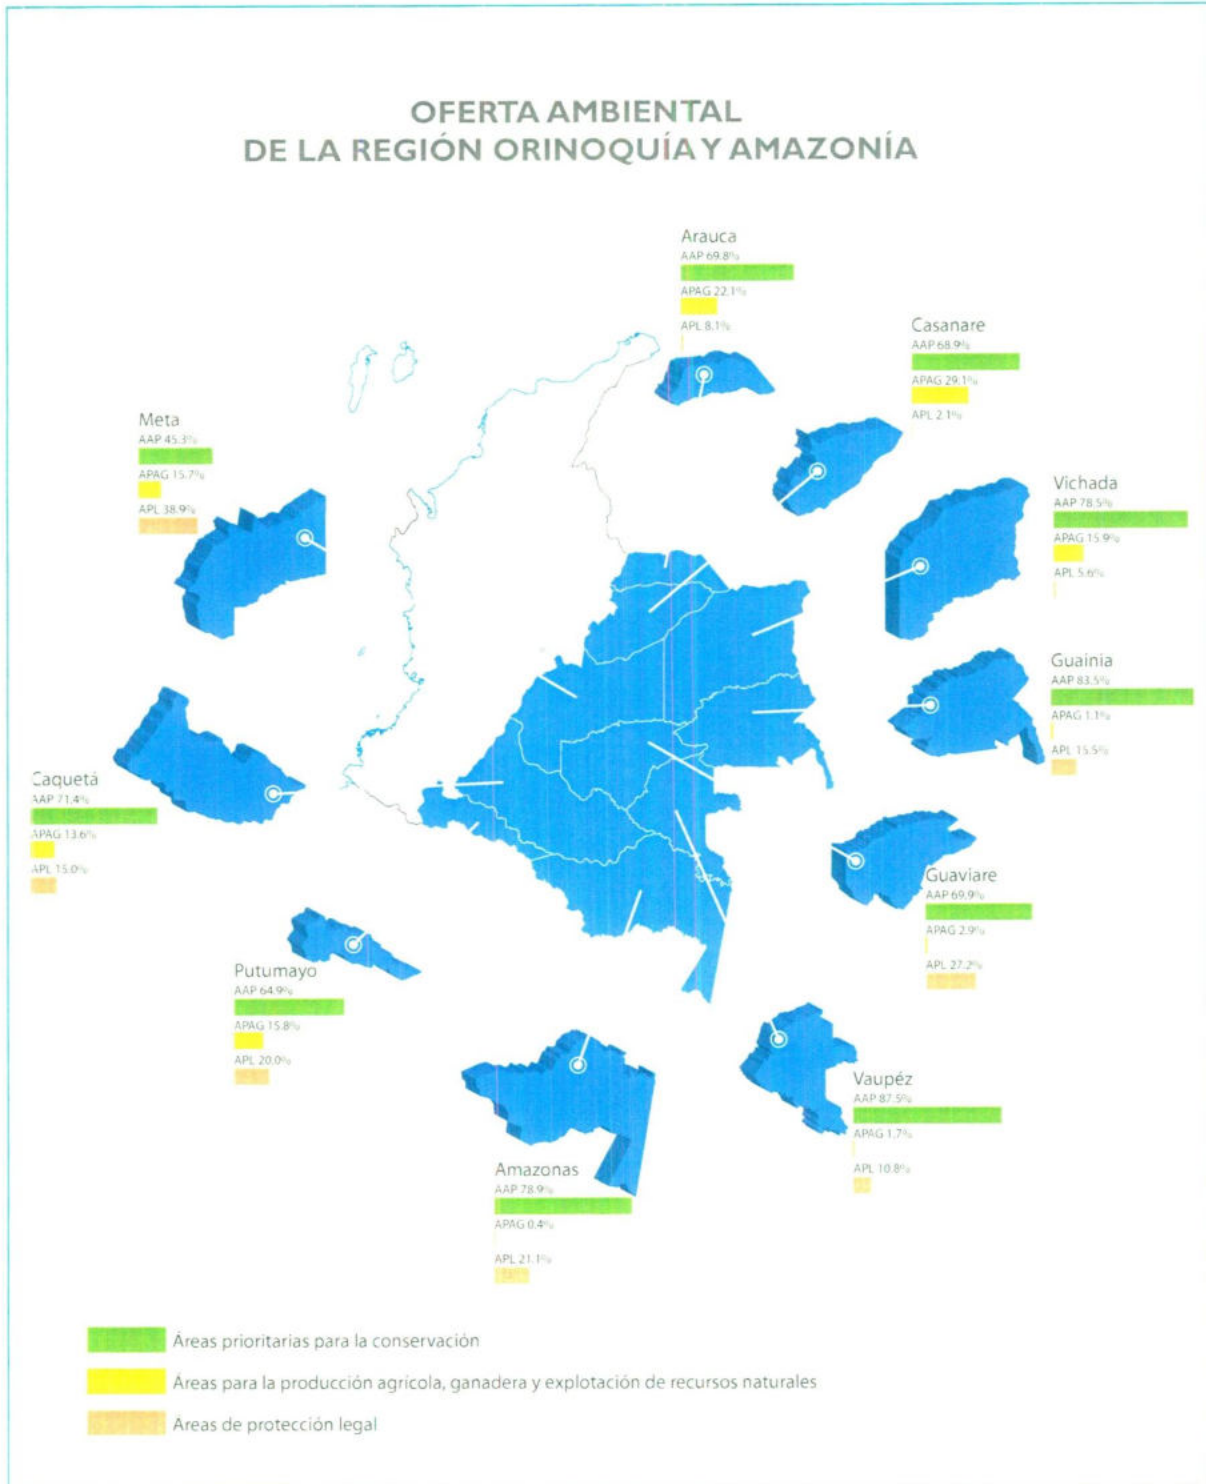 OFERTA AMBIENTAL
DE LA REGIÓN ORINOQUÍA Y AMAZONÍA
Arauca
AAP 69.8%
APAG 22.1%
APL 8.1%
Casanare
AAP 68.9%
APAG 29.1%
APL 2.1%
Meta
AAP 45.3%
APAG 15.7%
APL 38.9%
Vichada
AAP 78.5%
APAG 15.9%
APL 5.6%
Guainia
AAP 83.5%
APAG 1.1%
APL 15.5%
Caquetá
AAP 71.4%
APAG 13.6%
APL 15.0%
Guaviare
AAP 69.9%
APAG 2.9%
APL 27.2%
Putumayo
AAP 64.9%
APAG 15.8%
APL 20.0%
Vaupéz
AAP 87.5%
APAG 1.7%
APL 10.8%
Amazonas
AAP 78.9%
APAG 0.4%
APL 21.1%
Áreas prioritarias para la conservación
Áreas para la producción agrícola, ganadera y explotación de recursos naturales
Áreas de protección legal